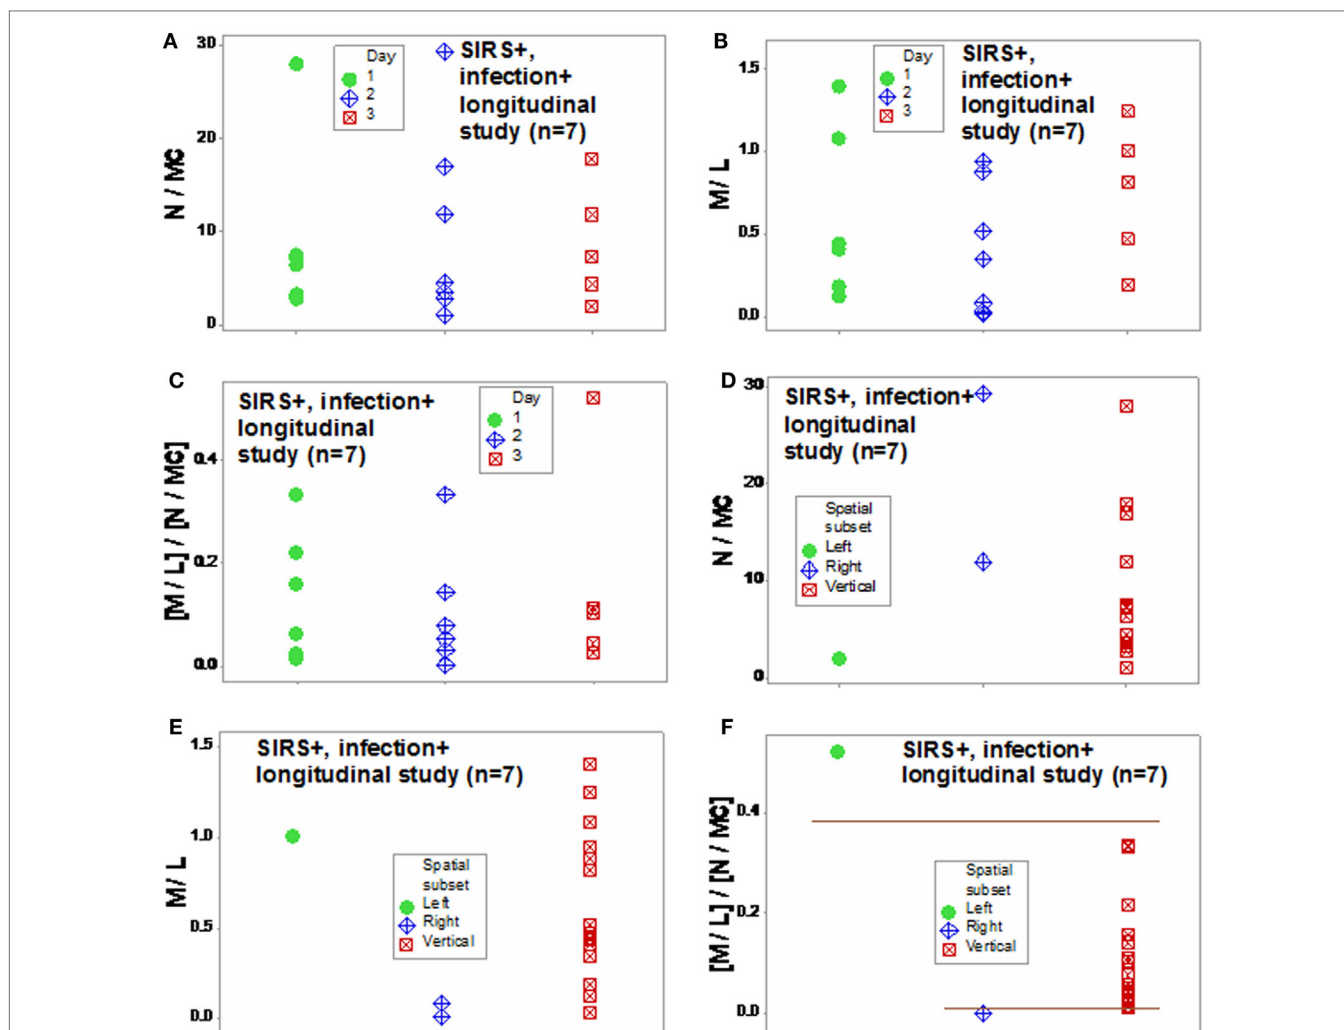 A
30
20
10
0
N / MC
Day
1
2
3
SIRS+,
infection+
longitudinal
study (n=7)
B
1.5
1.0
0.5
0.0
M / L
Day
1
2
3
SIRS+,
infection+
longitudinal
study (n=7)
C
0.4
0.2
0.0
[M / L] / [N / MC]
SIRS+, infection+
longitudinal
study (n=7)
Day
1
2
3
D
30
20
10
0
N / MC
SIRS+, infection+
longitudinal
study (n=7)
Spatial
subset
Left
Right
Vertical
E
1.5
1.0
0.5
0.0
M / L
SIRS+, infection+
longitudinal study (n=7)
Spatial
subset
Left
Right
Vertical
F
0.4
0.2
0.0
[M / L] / [N / MC]
SIRS+, infection+
longitudinal study (n=7)
Spatial
subset
Left
Right
Vertical